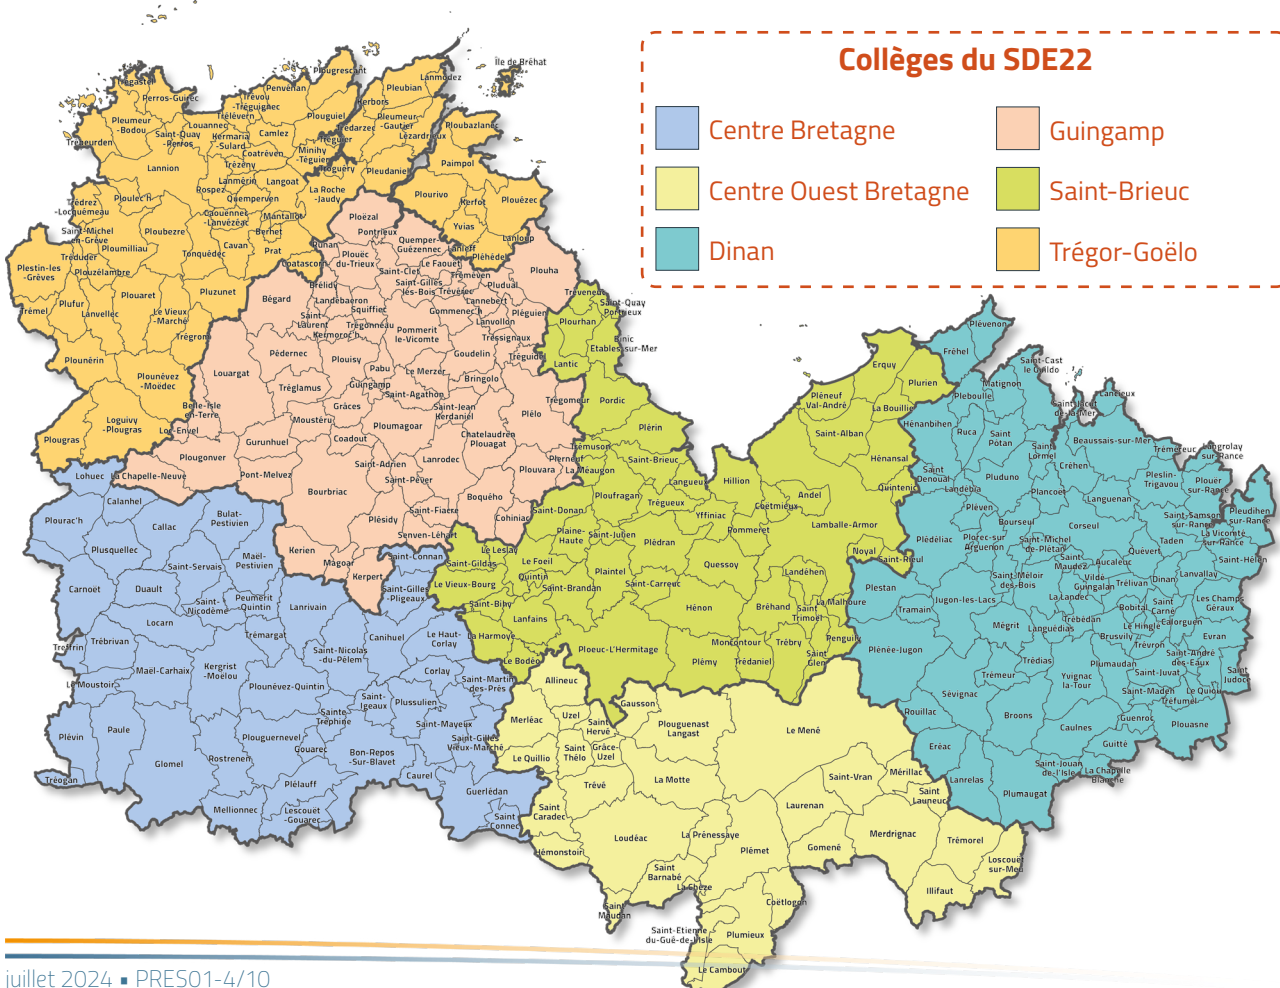 Collèges du SDE22
Centre Bretagne
Guingamp
Centre Ouest Bretagne
Saint-Brieuc
Dinan
Trégor-Goëlo
Île de Bréhat
Trégastel
Perros-Guirec
Penvénan
Plougrescant
Lanmodez
Pleubian
Kerbors
Trévou
-Tréguignec
Trélévern
Pleumeur
-Bodou
Louannec
Saint-Quay
-Perros
Kermaria
-Sulard
Camlez
Plouguiel
Trédarzec
Pleumeur
-Gautier
Lézardrieux
Ploubazlanec
Trébeurden
Coatréven
Tréguier
Minihy
-Téguier
Troguéry
Pleudaniel
Paimpol
Lannion
Trézény
Lanmérin
Langoat
La Roche
-Jaudy
Rospez
Quemperven
Plourivo
Kerfot
Plouézec
Trédrez
-Locquémeau
Ploulec'h
Caouënnec
-Lanvézéac
Mantallot
Berhet
Ploëzal
Yvias
Saint-Michel
en-Grève
Ploubezre
Pontrieux
Lanloup
Ploumilliau
Cavan
Prat
Runan
Quemper-
Guézennec
Lanleff
Pléhédel
Tréduder
Tonquédec
Coatascorn
Plouëc
du-Trieux
Le Faouet
Plestin-les
-Grèves
Plouzélambre
Saint-Clet
Tréméven
Plouha
Brélidy
Saint-Gilles
lès-Bois
Trévérec
Pludual
Plufur
Plouaret
Pluzunet
Bégard
Landébaeron
Squiffiec
Lannebert
Tréveneuc
Saint-Quay
Portrieux
Trémel
Lanvellec
Le Vieux
-Marché
Saint-
Laurent
Kermoroc'h
Trégonneau
Gommenec'h
Pléguien
Plourhan
Lanvollon
Pommerit
le-Vicomte
Tressignaux
Trégrom
Binic
Etables-sur-Mer
Plounérin
Pédernec
Plouisy
Goudelin
Tréguidel
Lantic
Plounévez
-Moëdec
Louargat
Pabu
Le Merzer
Guingamp
Bringolo
Tréglamus
Saint-Agathon
Trégomeur
Pordic
Belle-Isle
en-Terre
Grâces
Saint-Jean
Kerdaniel
Plélo
Loguivy
-Plougras
Loc-Envel
Moustéru
Ploumagoar
Plérin
Plougras
Gurunhuel
Coadout
Chatelaudren
Plouagat
Trémuson
Plougonver
Saint-Adrien
Lanrodec
Plerneuf
La Méaugon
Saint-Brieuc
Lohuec
La Chapelle-Neuve
Pont-Melvez
Saint-Péver
Plouvara
Langueux
Hillion
Calanhel
Bourbriac
Boquého
Ploufragan
Trégueux
Plourac'h
Callac
Bulat-
Pestivien
Plésidy
Saint-Fiacre
Cohiniac
Saint-Donan
Yffiniac
Senven-Léhart
Plaine-
Haute
Saint-Julien
Plédran
Plusquellec
Kerien
Saint-Connan
Le Leslay
Maël-
Pestivien
Magoar
Saint-Gildas
Le Foeil
Plaintel
Quessoy
Saint-Servais
Kerpert
Quintin
Carnoët
Duault
Saint-Gilles
-Pligeaux
Le Vieux-Bourg
Saint-Brandan
Saint-Carreuc
Peumerit
-Quintin
Saint-Bihy
Hénon
Saint-
Nicodème
Lanrivain
Lanfains
Locarn
Trémargat
Canihuel
Le Haut-
Corlay
La Harmoye
Trébrivan
Saint-Nicolas
-du-Pélem
Ploeuc-L'Hermitage
Treffrin
Le Bodéo
Plémy
Maël-Carhaix
Kergrist
-Moëlou
Corlay
Saint-Martin
des-Prés
Allineuc
Le Moustoir
Plounévez-Quintin
Saint-
Igeaux
Plussulien
Gausson
Sainte
Tréphine
Merléac
Uzel
Saint
Hervé
Plouguenast
Langast
Plévin
Paule
Saint-Mayeux
Plouguernevel
Gouarec
Saint-Gilles
Vieux-Marché
Saint
Thélo
Grâce-
Uzel
Rostrenen
Bon-Repos
-Sur-Blavet
Le Quillio
Glomel
Caurel
Trévé
La Motte
Tréogan
Plélauff
Guerlédan
Mellionnec
Lescouët
-Gouarec
Saint
Connec
Saint
Caradec
Loudéac
La Prénessaye
Hémonstoir
Plémet
Saint
Barnabé
La Chèze
Saint
Maudan
Coëtlogon
Saint-Etienne
du-Gué-de-l'Isle
Plumieux
Le Cambout
Plévenon
Fréhel
Erquy
Plurien
Saint-Cast
le Guildo
Matignon
Pléneuf
Val-André
La Bouillie
Pleboulle
Saint-Jacut
de-la-Mer
Lancieux
Saint-Alban
Hénanbihen
Ruca
Saint
Pôtan
Saint
Lormel
Beaussais-sur-Mer
Trémereuc
Langrolay
sur-Rance
Hénansal
Saint
Denoual
Pluduno
Créhen
Pleslin-
Trigavou
Plouër
sur-Rance
Quintenic
Landébia
Plancoët
Languenan
Andel
Coëtmieux
Pléven
Bourseul
Corseul
Saint-Samson
sur-Rance
Pleudihen
sur-Rance
Pommeret
Lamballe-Armor
Plédéliac
Plorec-sur
Arguenon
Saint-Michel
de-Plélan
Quévert
Taden
La Vicomté
sur-Rance
Noyal
Saint-Rieul
Saint
Maudez
Aucaleuc
Saint-Hélen
Landéhen
Saint-Méloir
des-Bois
Vildé
Guingalan
Trélivan
Dinan
Lanvallay
Plestan
Jugon-les-Lacs
La Landec
Bréhand
Saint
Trimoël
La Malhoure
Tramain
Trébédan
Bobital
Saint
Carné
Les Champs
Géraux
Mégrit
Languédias
Le Hinglé
Calorguen
Moncontour
Trébry
Penguily
Brusvily
Trévron
Evran
Trédaniel
Saint
Glen
Plénée-Jugon
Trédias
Plumaudan
Saint-André
des-Eaux
Trémeur
Yvignac
la-Tour
Saint-Juvat
Saint
Judoce
Sévignac
Saint-Maden
Le Quiou
Tréfumel
Rouillac
Broons
Guenroc
Plouasne
Le Mené
Caulnes
Eréac
Guitté
Saint-Vran
Mérillac
Saint-Jouan
de-l'Isle
La Chapelle
Blanche
Saint
Launeuc
Lanrelas
Plumaugat
Laurenan
Merdrignac
Trémorel
Gomené
Loscouët
sur-Meu
Illifaut
juillet 2024 ▪ PRES01-4/10